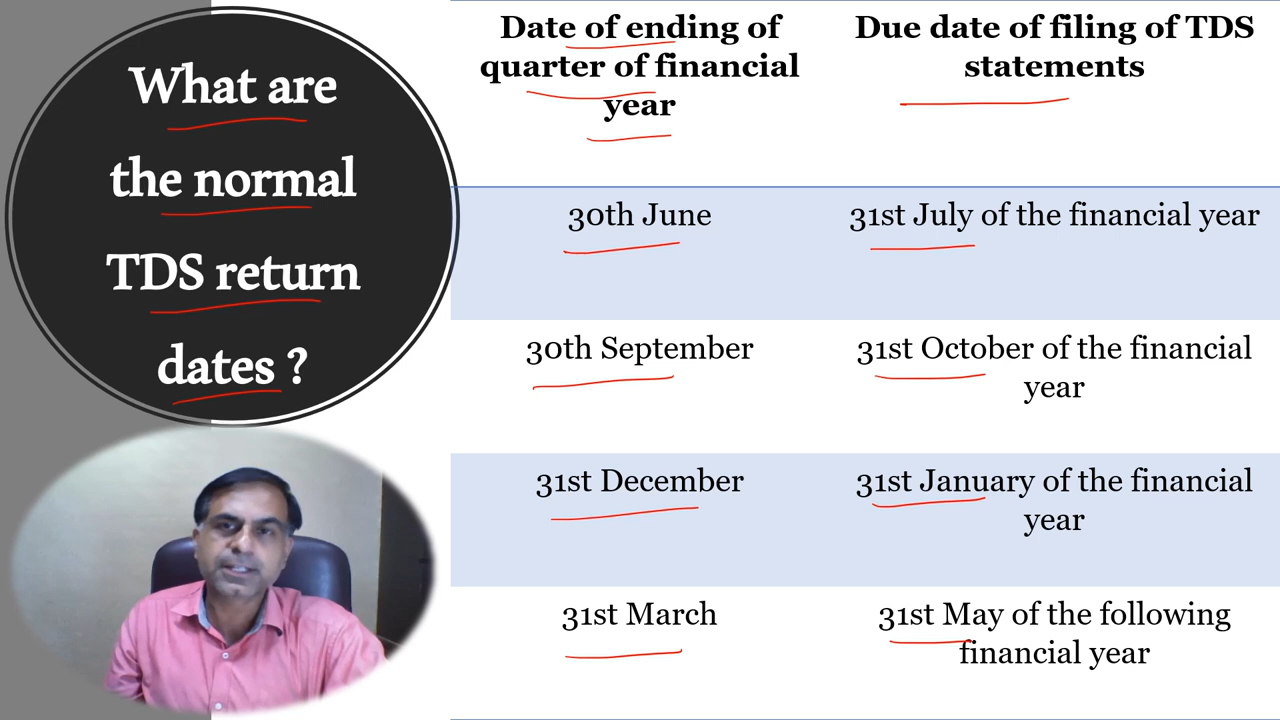 What are
the normal
TDS return
dates ?
Date of ending of
quarter of financial
year
Due date of filing of TDS
statements
30th June
31st July of the financial year
30th September
31st October of the financial
year
31st December
31st January of the financial
year
31st March
31st May of the following
financial year